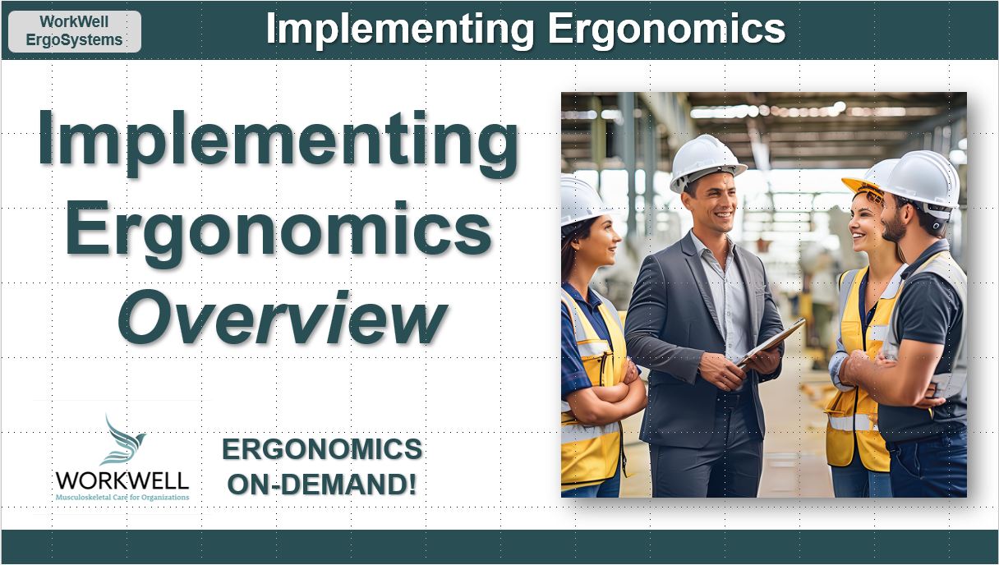 WorkWell
ErgoSystems
Implementing Ergonomics
Implementing
Ergonomics
Overview
WORKWELL
Musculoskeletal Care for Organizations
ERGONOMICS
ON-DEMAND!